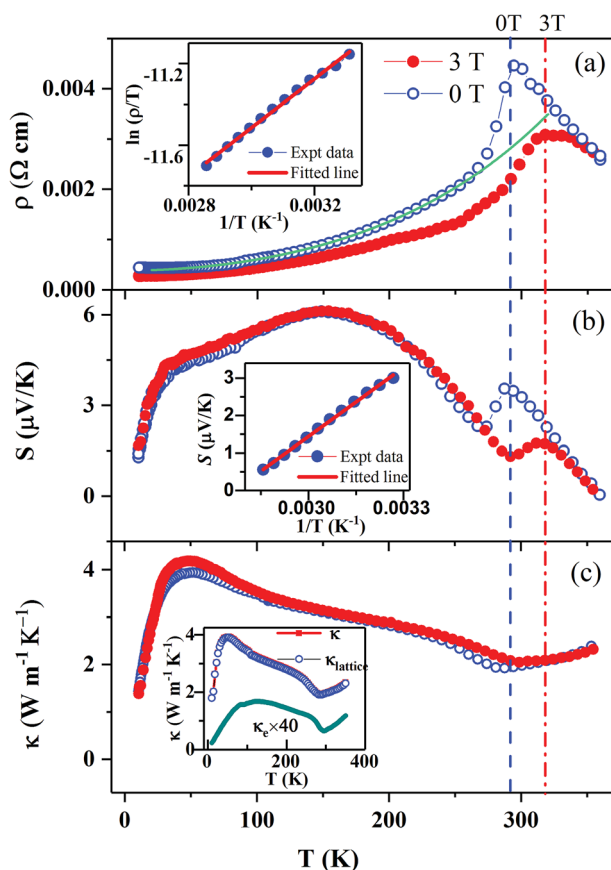 0T 3T
(a)
3 T
0 T
ρ (Ω cm)
0.004
0.002
0.000
ln (ρ/T)
-11.2
-11.6
Expt data
Fitted line
0.0028 0.0032
1/T (K⁻¹)
(b)
S (μV/K)
6
3
0
S (μV/K)
3
2
1
0
Expt data
Fitted line
0.0030 0.0033
1/T (K⁻¹)
(c)
κ (W m⁻¹ K⁻¹)
4
2
0
κ (W m⁻¹ K⁻¹)
4
2
0
κ
κlattice
κe×40
0 200 400
T (K)
0 100 200 300
T (K)